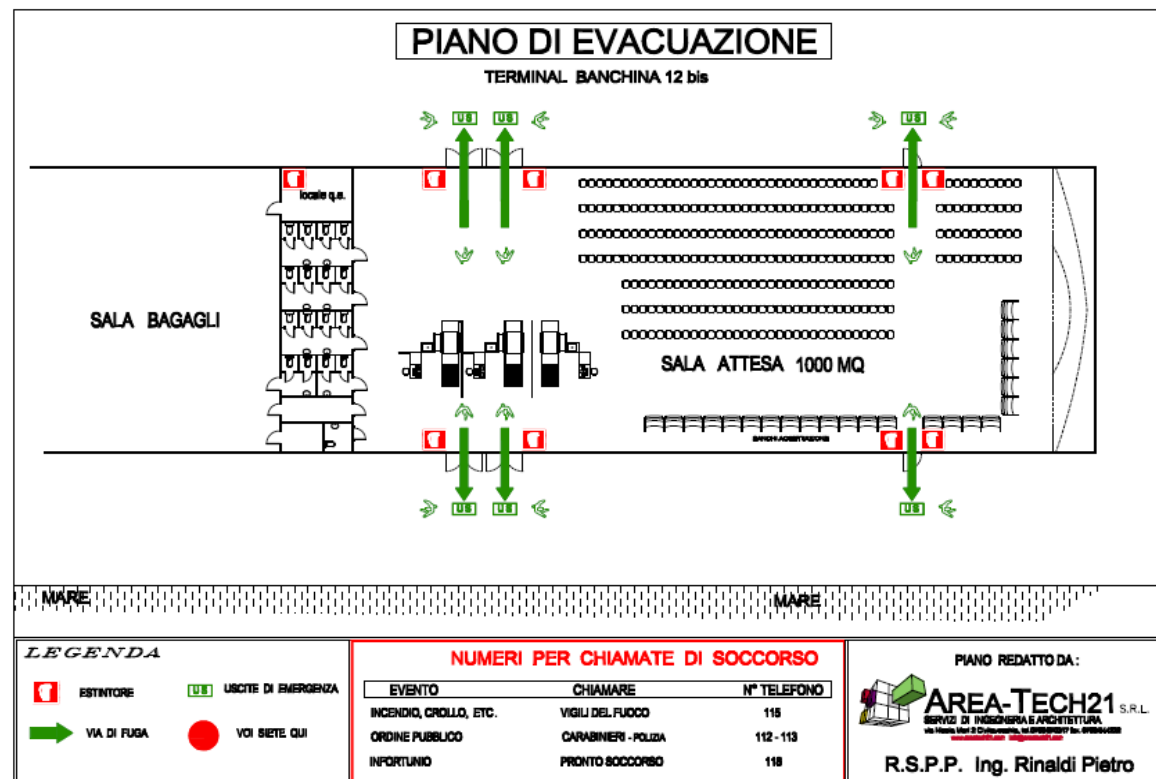 PIANO DI EVACUAZIONE
TERMINAL BANCHINA 12 bis
US US US
locale q.e.
SALA BAGAGLI
SALA ATTESA 1000 MQ
BANCHI ACCETTAZIONE
US US US
MARE
MARE
LEGENDA
ESTINTORE
US USCITE DI EMERGENZA
VIA DI FUGA
VOI SIETE QUI
NUMERI PER CHIAMATE DI SOCCORSO
EVENTO CHIAMARE N° TELEFONO
INCENDIO, CROLLO, ETC. VIGILI DEL FUOCO 115
ORDINE PUBBLICO CARABINIERI - POLIZIA 112 - 113
INFORTUNIO PRONTO SOCCORSO 118
PIANO REDATTO DA :
AREA-TECH21 S.R.L.
SERVIZI DI INGEGNERIA E ARCHITETTURA
R.S.P.P. Ing. Rinaldi Pietro